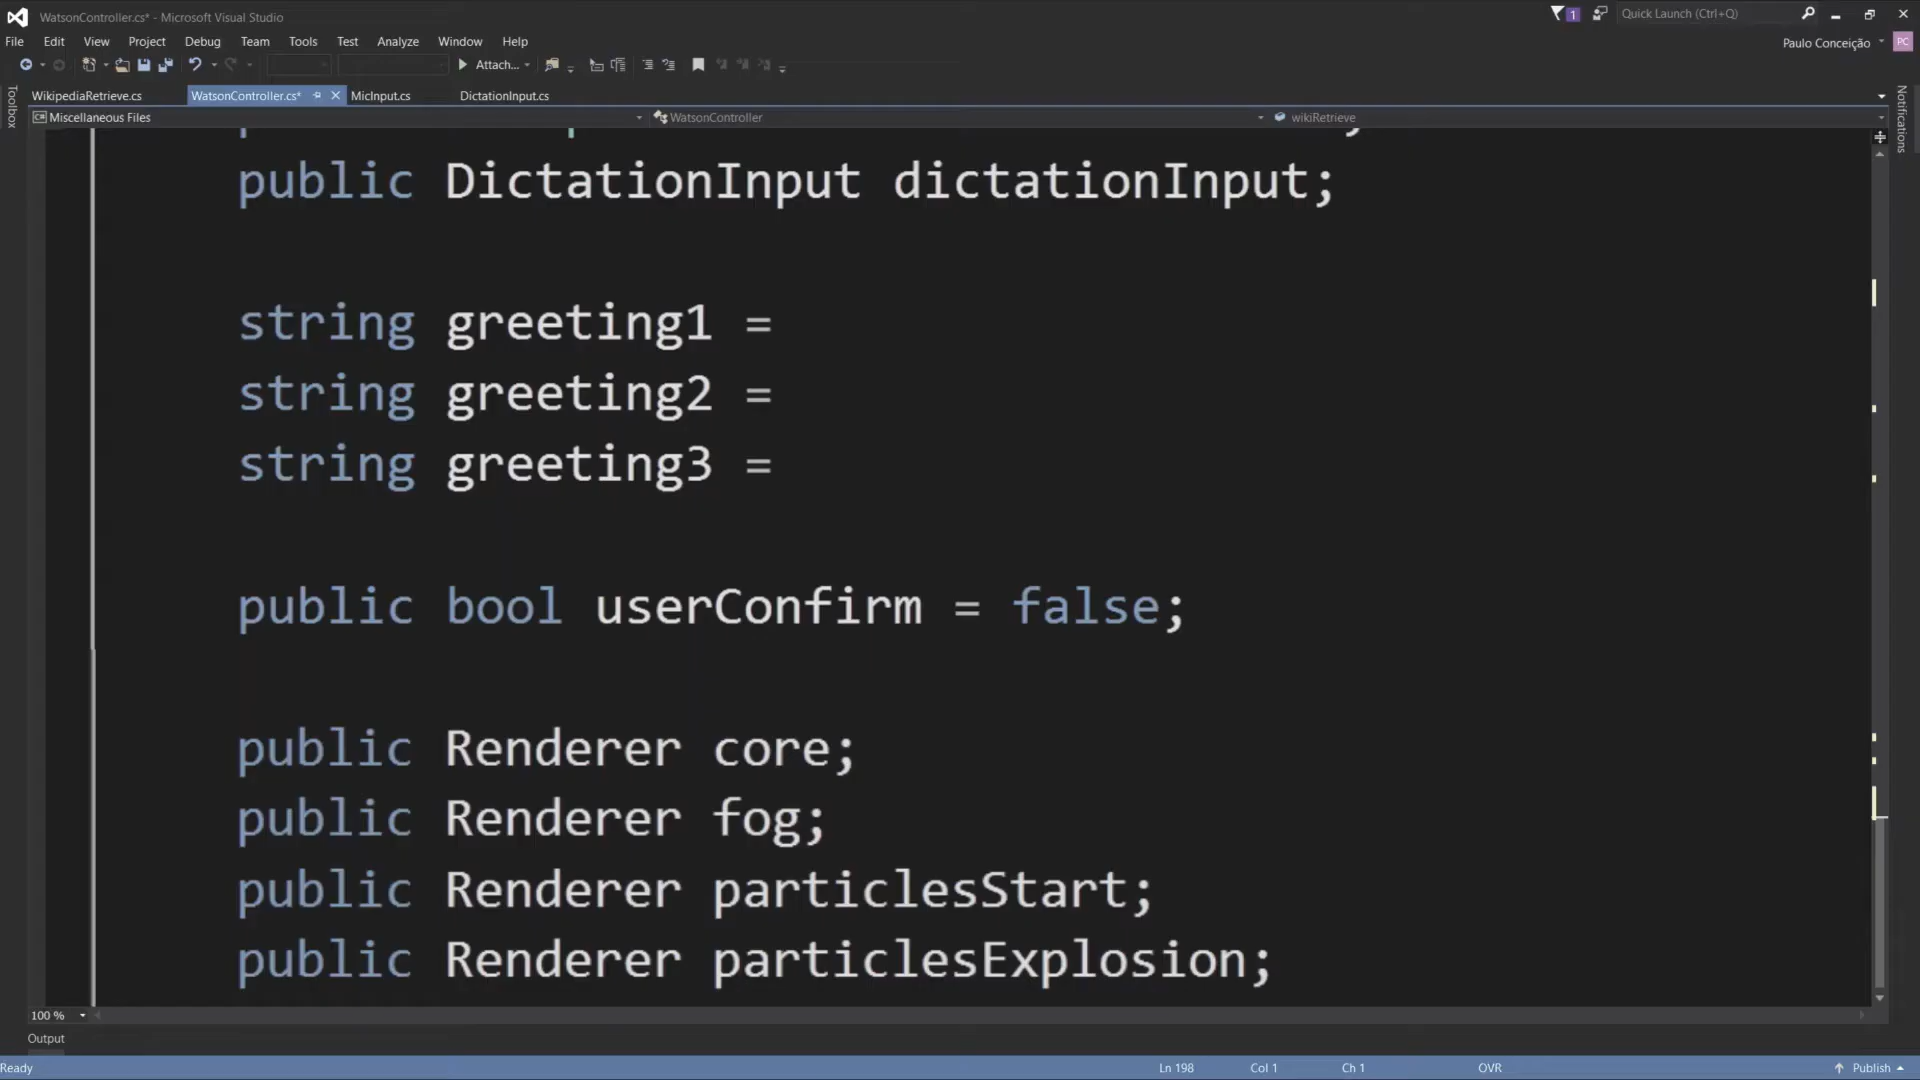 WatsonController.cs* - Microsoft Visual Studio
1
Quick Launch (Ctrl+Q)
File Edit View Project Debug Team Tools Test Analyze Window Help
Paulo Conceição
PC
Attach...
Toolbox
WikipediaRetrieve.cs WatsonController.cs* MicInput.cs DictationInput.cs
Notifications
Miscellaneous Files WatsonController wikiRetrieve
public DictationInput dictationInput;
string greeting1 =
string greeting2 =
string greeting3 =
public bool userConfirm = false;
public Renderer core;
public Renderer fog;
public Renderer particlesStart;
public Renderer particlesExplosion;
100 %
Output
Ready Ln 198 Col 1 Ch 1 OVR Publish